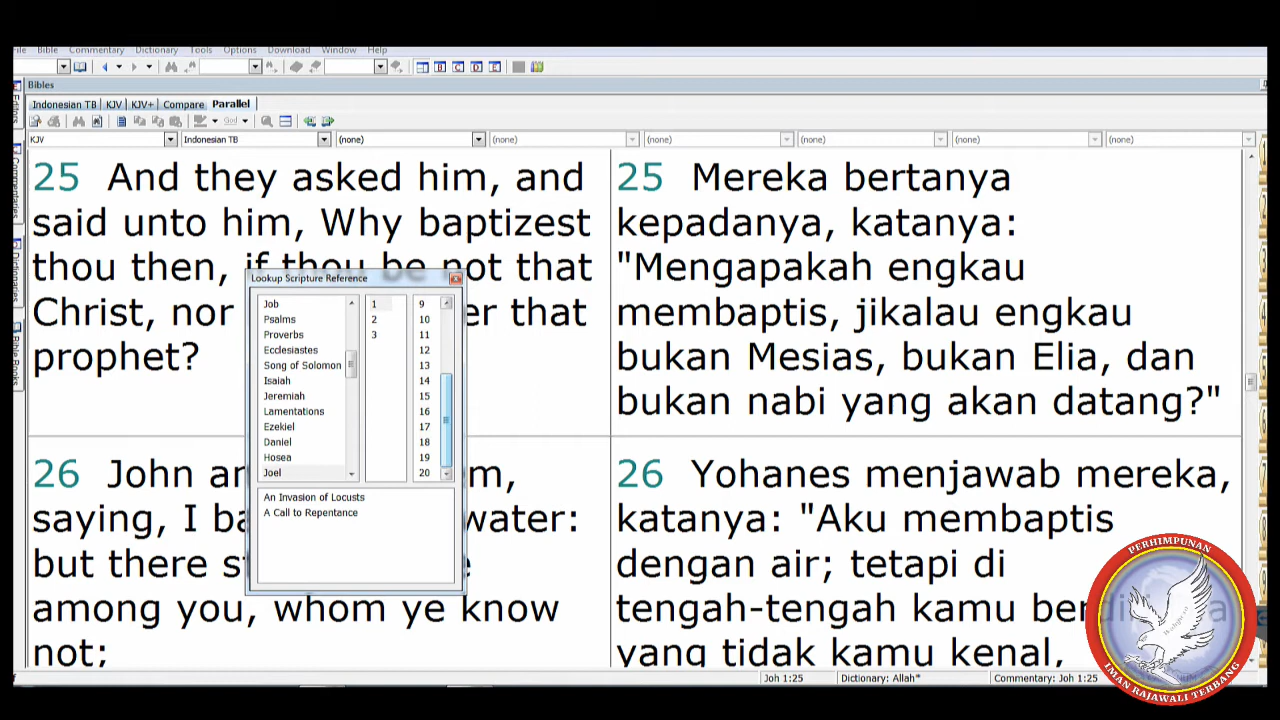 File Bible Commentary Dictionary Tools Options Download Window Help
Bibles
Indonesian TB KJV KJV+ Compare Parallel
KJV Indonesian TB (none) (none) (none) (none) (none) (none)
25 And they asked him, and
said unto him, Why baptizest
thou then, if thou be not that
Christ, nor er that
prophet?
26 John an m,
saying, I ba water:
but there st e
among you, whom ye know
not;
25 Mereka bertanya
kepadanya, katanya:
"Mengapakah engkau
membaptis, jikalau engkau
bukan Mesias, bukan Elia, dan
bukan nabi yang akan datang?"
26 Yohanes menjawab mereka,
katanya: "Aku membaptis
dengan air; tetapi di
tengah-tengah kamu berdi a
yang tidak kamu kenal,
Lookup Scripture Reference
Job 1 9
Psalms 2 10
Proverbs 3 11
Ecclesiastes 12
Song of Solomon 13
Isaiah 14
Jeremiah 15
Lamentations 16
Ezekiel 17
Daniel 18
Hosea 19
Joel 20
An Invasion of Locusts
A Call to Repentance
Editors
Commentaries
Dictionaries
Bible Books
PERHIMPUNAN
IMAN RAJAWALI TERBANG
Joh 1:25 Dictionary: Allah* Commentary: Joh 1:25